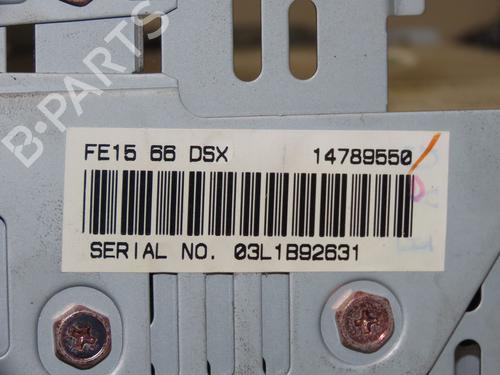 B-PARTS
FE15 66 DSX 14789550
SERIAL NO. 03L1B92631